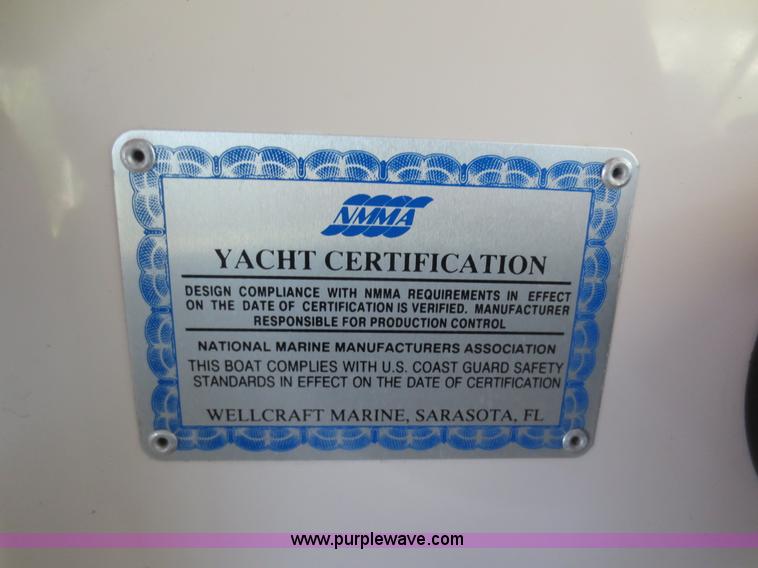 NMMA
YACHT CERTIFICATION
DESIGN COMPLIANCE WITH NMMA REQUIREMENTS IN EFFECT
ON THE DATE OF CERTIFICATION IS VERIFIED. MANUFACTURER
RESPONSIBLE FOR PRODUCTION CONTROL
NATIONAL MARINE MANUFACTURERS ASSOCIATION
THIS BOAT COMPLIES WITH U.S. COAST GUARD SAFETY
STANDARDS IN EFFECT ON THE DATE OF CERTIFICATION
WELLCRAFT MARINE, SARASOTA, FL
www.purplewave.com